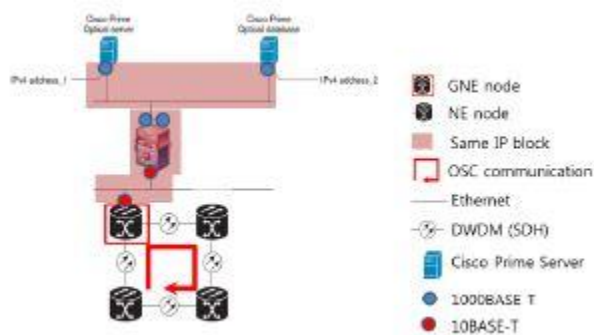 Cisco Prime
Optical server
Cisco Prime
Optical database
IPv4 address_1
IPv4 address_2
GNE node
NE node
Same IP block
OSC communication
Ethernet
DWDM (SDH)
Cisco Prime Server
1000BASE T
10BASE-T